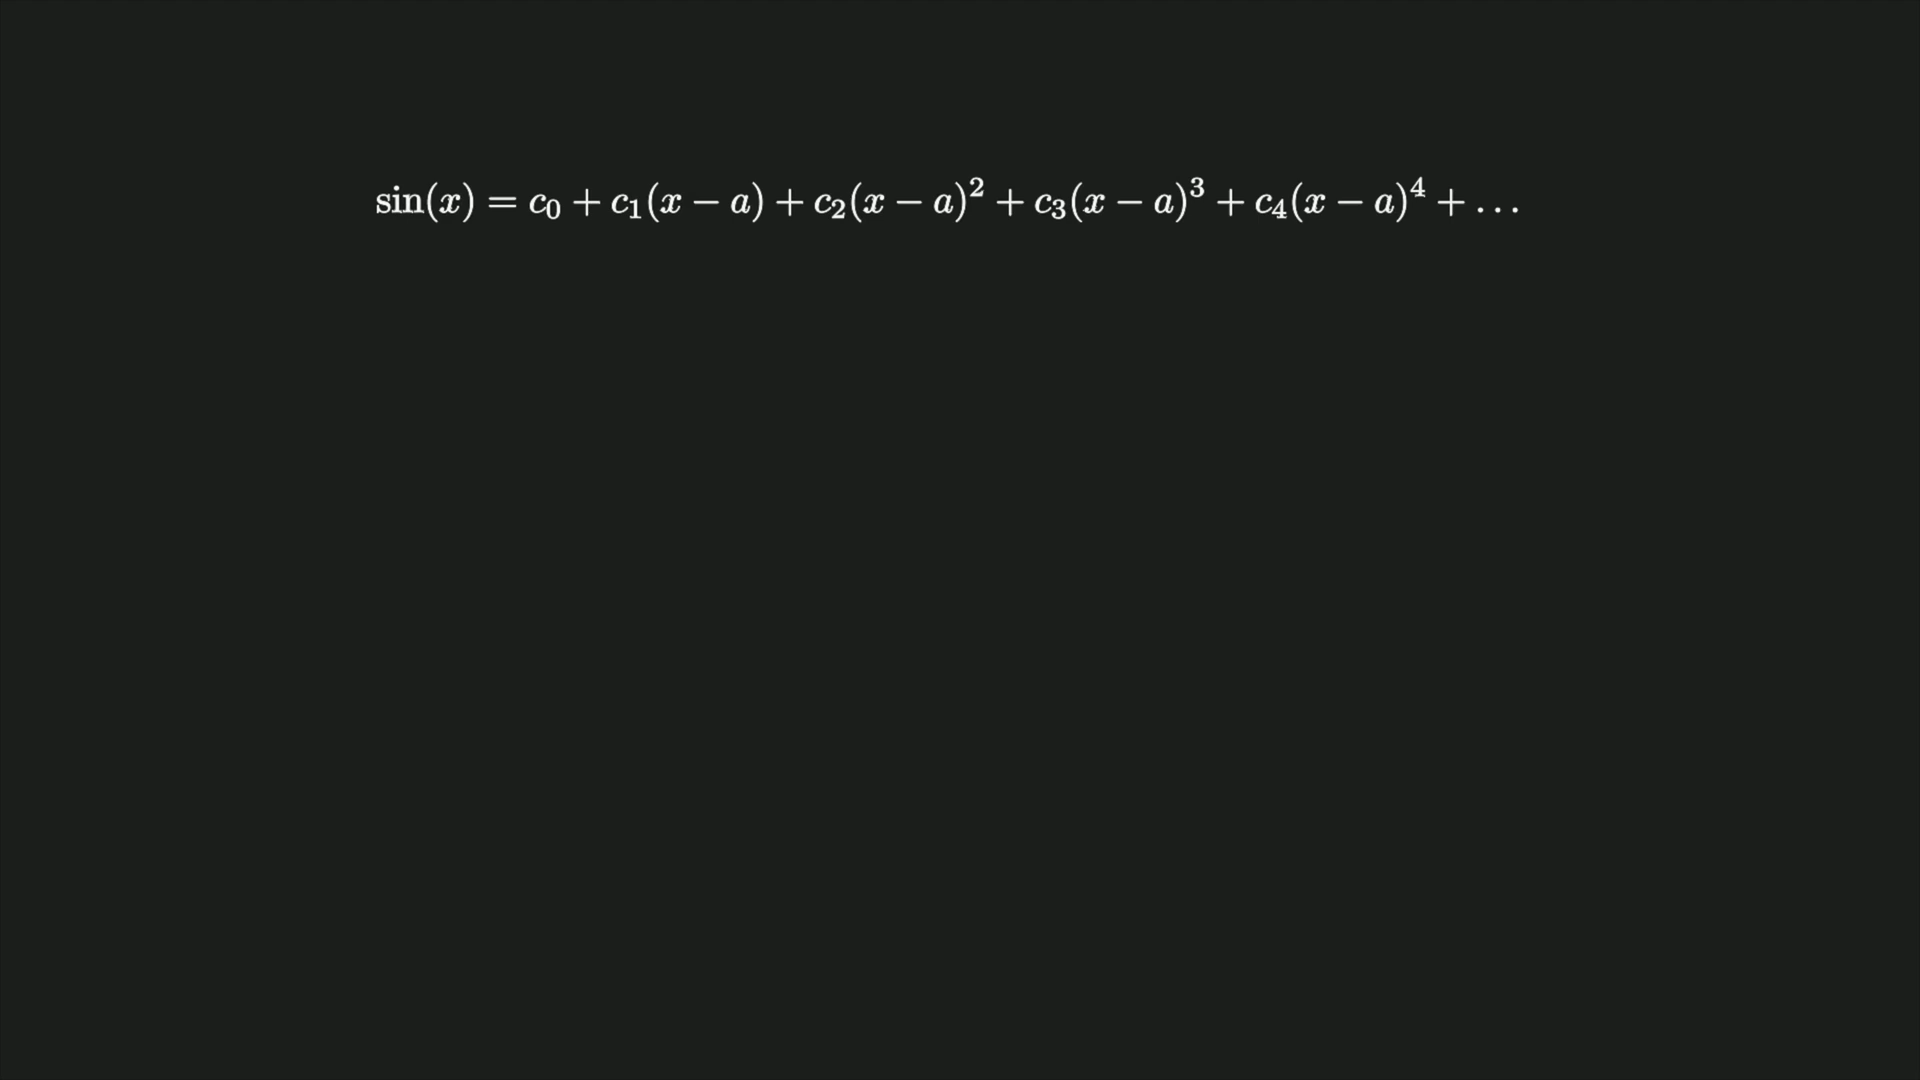 sin(x) = c₀ + c₁(x − a) + c₂(x − a)² + c₃(x − a)³ + c₄(x − a)⁴ + ...